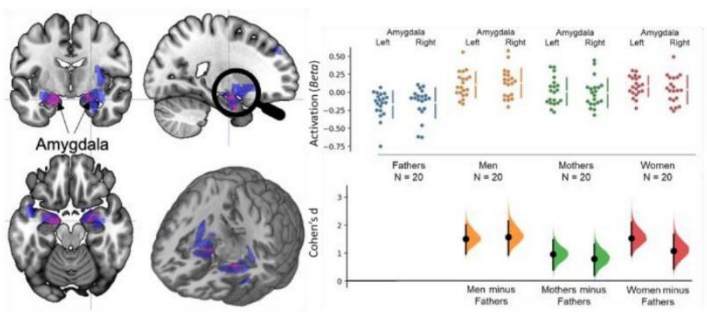 Amygdala
Activation (Beta)
Amygdala Amygdala Amygdala Amygdala
Left Right Left Right Left Right Left Right
0.50
0.25
0.00
-0.25
-0.50
-0.75
Fathers Men Mothers Women
N = 20 N = 20 N = 20 N = 20
Cohen's d
3
2
1
0
Men minus Mothers minus Women minus
Fathers Fathers Fathers